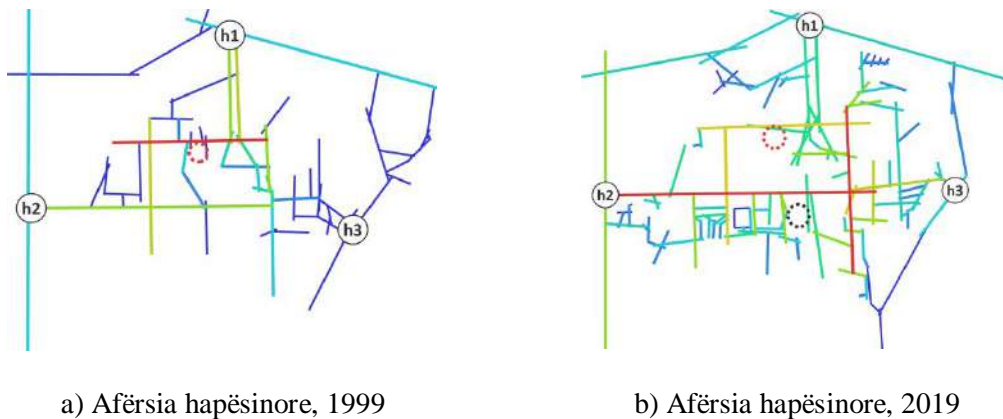 h1
h1
h2
h2
h3
h3
a) Afërsia hapësinore, 1999
b) Afërsia hapësinore, 2019